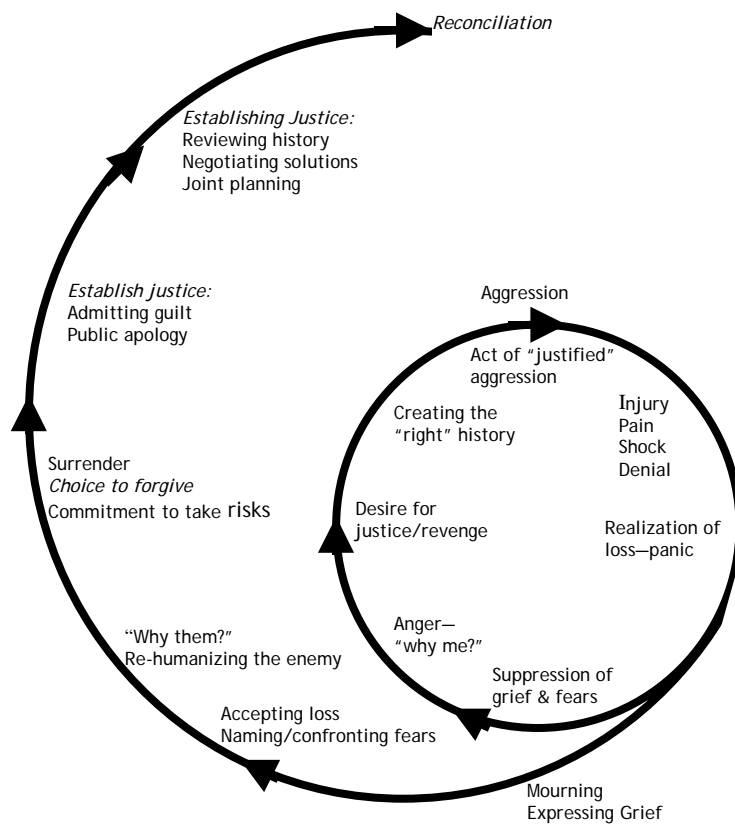 Reconciliation
Establishing Justice:
Reviewing history
Negotiating solutions
Joint planning
Establish justice:
Admitting guilt
Public apology
Surrender
Choice to forgive
Commitment to take risks
"Why them?"
Re-humanizing the enemy
Accepting loss
Naming/confronting fears
Mourning
Expressing Grief
Aggression
Act of "justified"
aggression
Injury
Pain
Shock
Denial
Realization of
loss—panic
Suppression of
grief & fears
Anger—
"why me?"
Desire for
justice/revenge
Creating the
"right" history